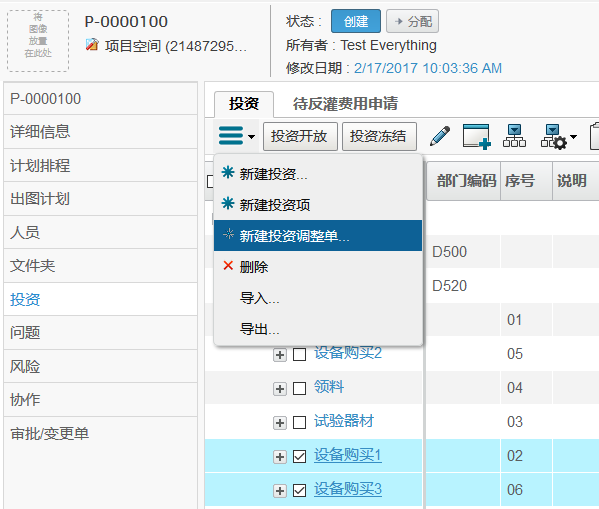 将
图像
放置
在此处
P-0000100
项目空间 (21487295...
状态 : 创建 分配
所有者 : Test Everything
修改日期 : 2/17/2017 10:03:36 AM
P-0000100
详细信息
计划排程
出图计划
人员
文件夹
投资
问题
风险
协作
审批/变更单
投资 待反灌费用申请
投资开放 投资冻结
部门编码 序号 说明
新建投资...
新建投资项
新建投资调整单...
删除
导入...
导出...
D500
D520
01
设备购买2 05
领料 04
试验器材 03
设备购买1 02
设备购买3 06